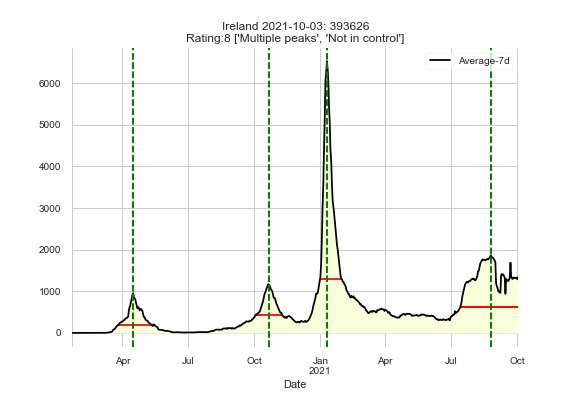 Ireland 2021-10-03: 393626
Rating:8 ['Multiple peaks', 'Not in control']
Average-7d
6000
5000
4000
3000
2000
1000
0
Apr Jul Oct Jan Apr Jul Oct
2021
Date